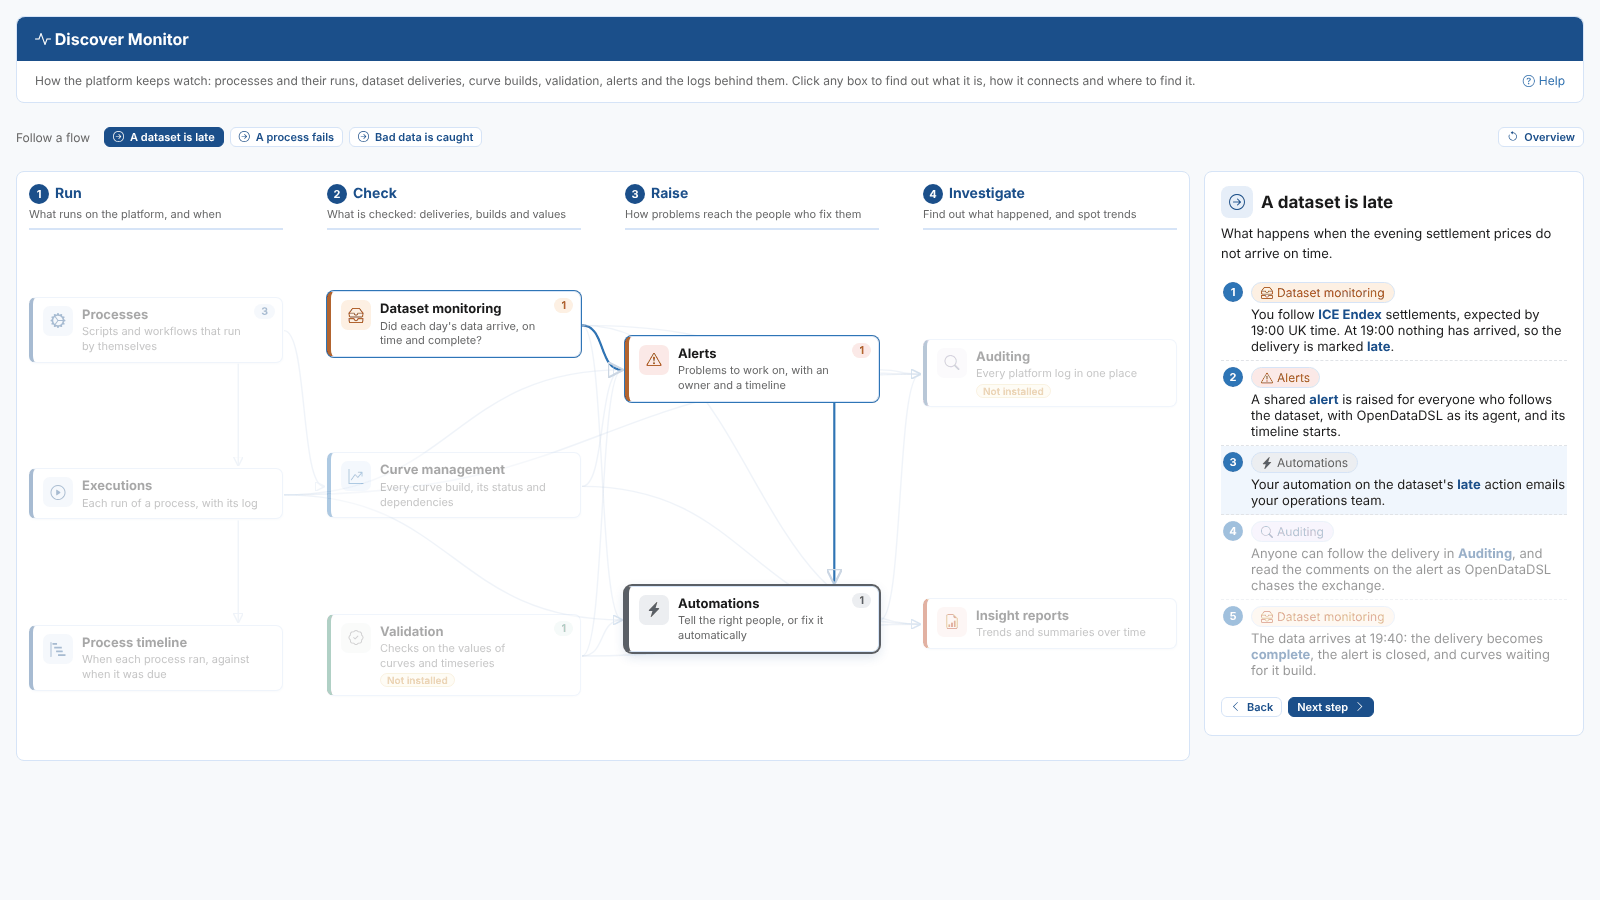 Discover Monitor
How the platform keeps watch: processes and their runs, dataset deliveries, curve builds, validation, alerts and the logs behind them. Click any box to find out what it is, how it connects and where to find it.
Help
Follow a flow
A dataset is late
A process fails
Bad data is caught
Overview
1 Run
What runs on the platform, and when
2 Check
What is checked: deliveries, builds and values
3 Raise
How problems reach the people who fix them
4 Investigate
Find out what happened, and spot trends
Processes
3
Scripts and workflows that run
by themselves
Executions
Each run of a process, with its log
Process timeline
When each process ran, against
when it was due
Dataset monitoring
1
Did each day's data arrive, on
time and complete?
Curve management
Every curve build, its status and
dependencies
Validation
1
Checks on the values of
curves and timeseries
Not installed
Alerts
1
Problems to work on, with an
owner and a timeline
Automations
1
Tell the right people, or fix it
automatically
Auditing
Every platform log in one place
Not installed
Insight reports
Trends and summaries over time
A dataset is late
What happens when the evening settlement prices do
not arrive on time.
1 Dataset monitoring
You follow ICE Endex settlements, expected by
19:00 UK time. At 19:00 nothing has arrived, so the
delivery is marked late.
2 Alerts
A shared alert is raised for everyone who follows
the dataset, with OpenDataDSL as its agent, and its
timeline starts.
3 Automations
Your automation on the dataset's late action emails
your operations team.
4 Auditing
Anyone can follow the delivery in Auditing, and
read the comments on the alert as OpenDataDSL
chases the exchange.
5 Dataset monitoring
The data arrives at 19:40: the delivery becomes
complete, the alert is closed, and curves waiting
for it build.
Back
Next step